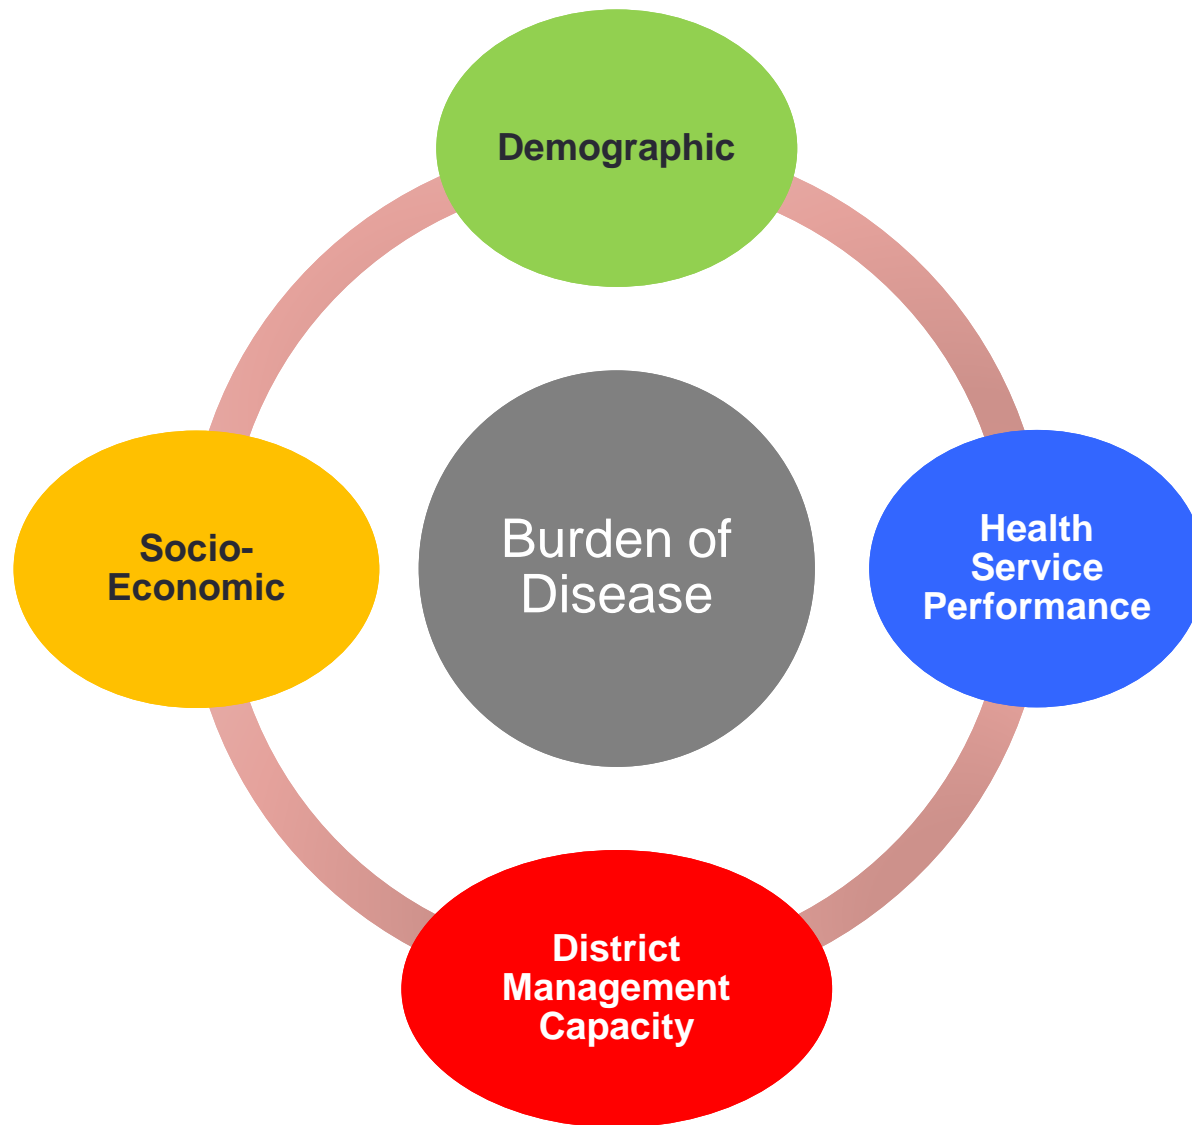 Demographic
Socio-
Economic
Burden of
Disease
Health
Service
Performance
District
Management
Capacity